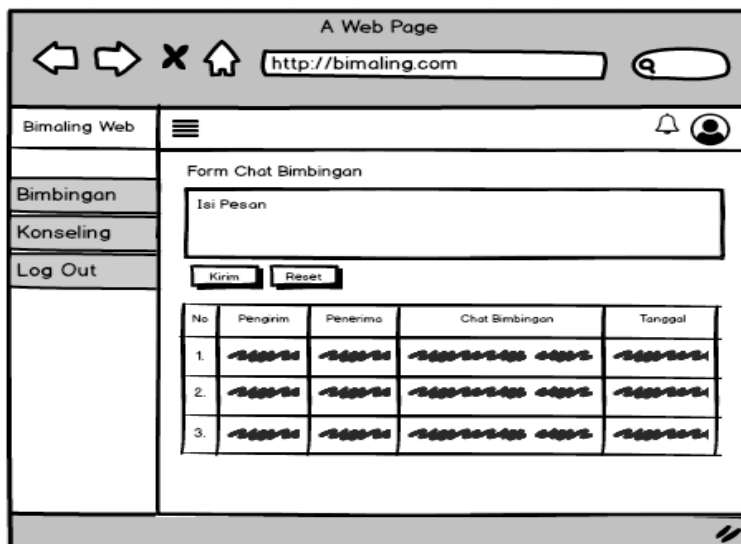 A Web Page
http://bimaling.com
Bimaling Web
Bimbingan
Konseling
Log Out
Form Chat Bimbingan
Isi Pesan
Kirim Reset
No Pengirim Penerima Chat Bimbingan Tanggal
1.
2.
3.